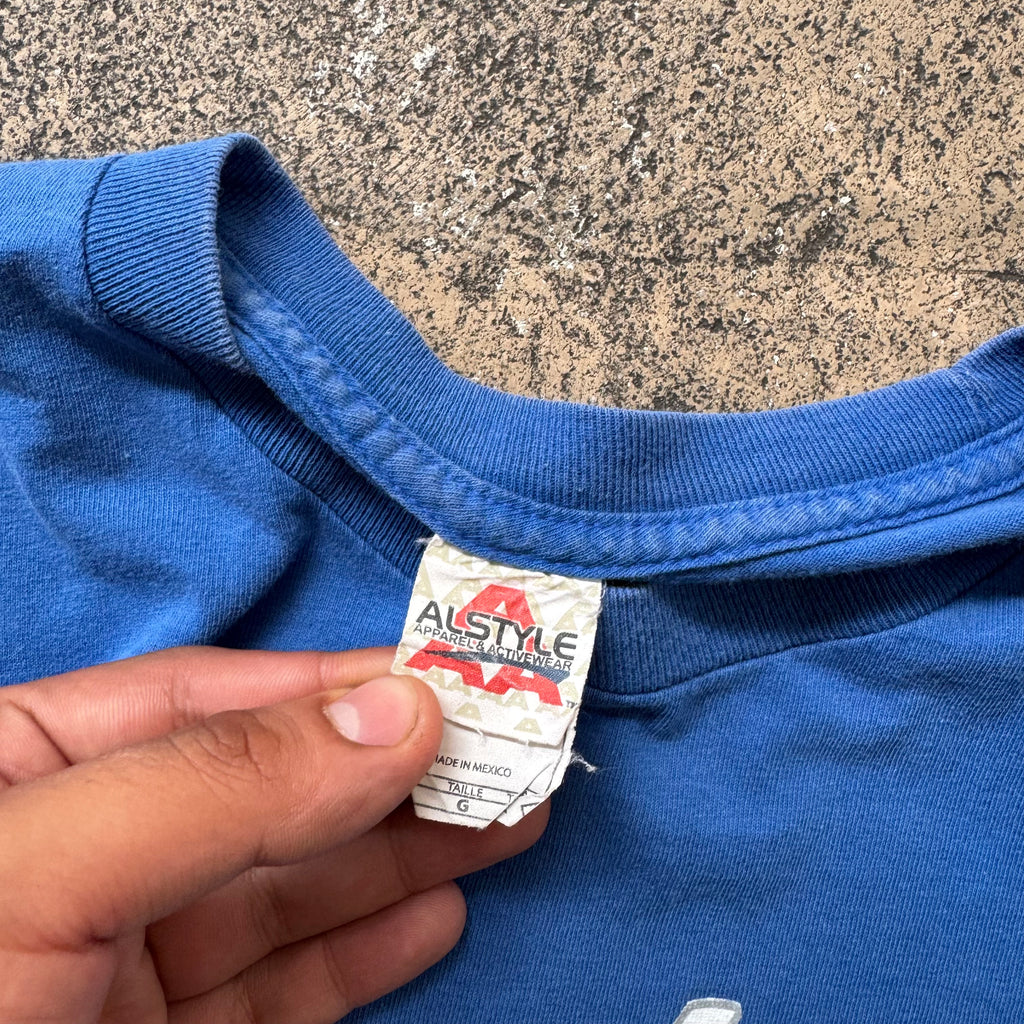 ALSTYLE
APPAREL & ACTIVEWEAR
MADE IN MEXICO
TAILLE
G